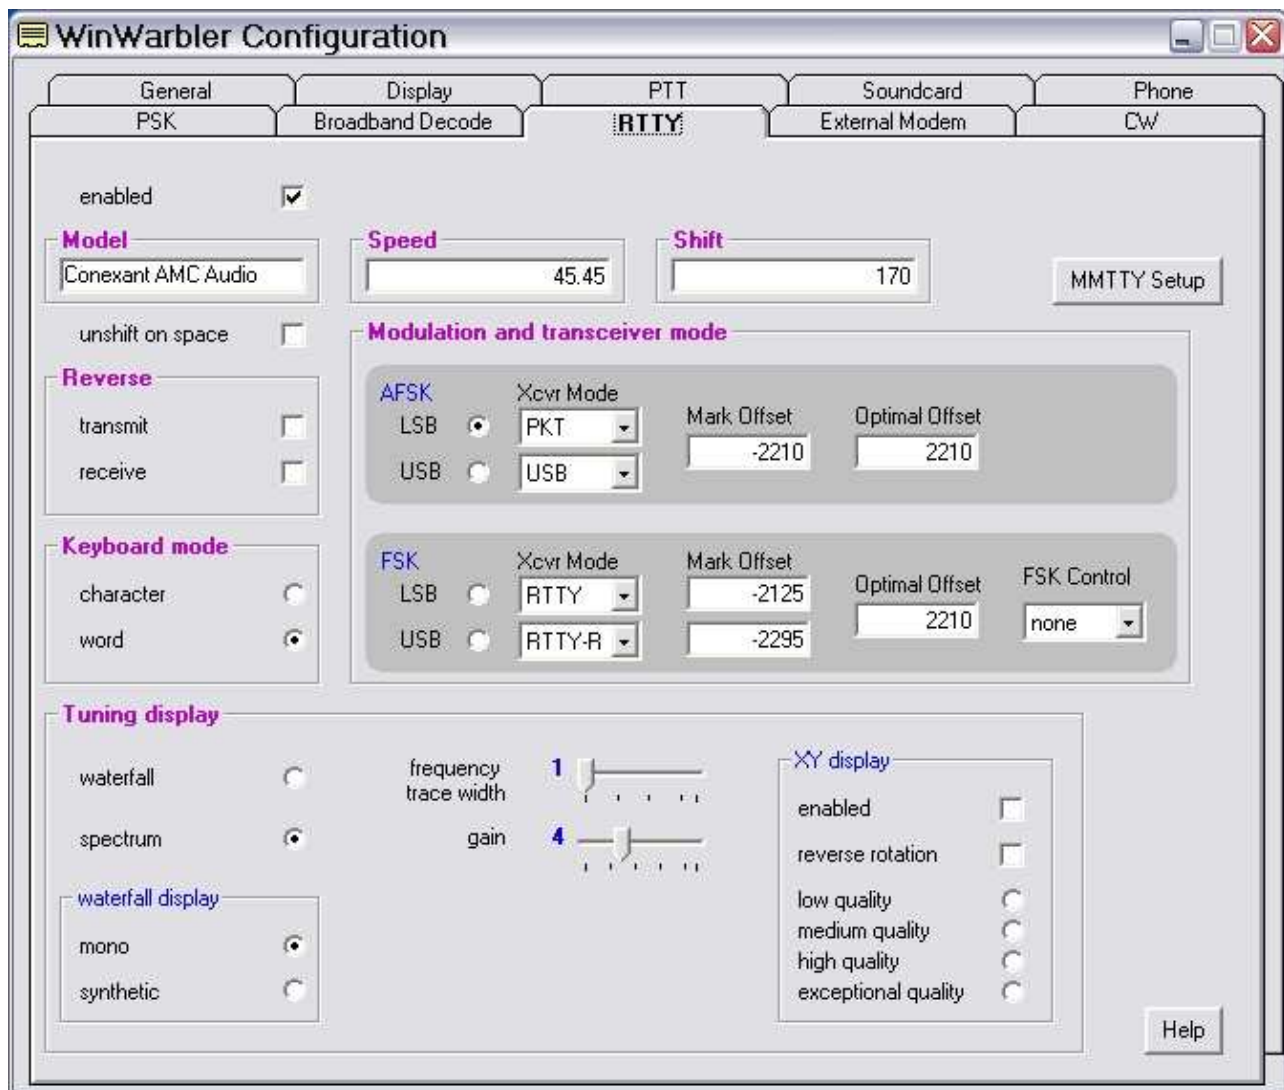 WinWarbler Configuration
General Display PTT Soundcard Phone
PSK Broadband Decode RTTY External Modem CW
enabled
Model Speed Shift
Conexant AMC Audio 45.45 170 MMTTY Setup
unshift on space
Modulation and transceiver mode
Reverse
transmit
receive
AFSK Xcvr Mode Mark Offset Optimal Offset
LSB PKT -2210 2210
USB USB
Keyboard mode
character
word
FSK Xcvr Mode Mark Offset Optimal Offset FSK Control
LSB RTTY -2125 2210 none
USB RTTY-R -2295
Tuning display
waterfall
spectrum
frequency
trace width 1
gain 4
waterfall display
mono
synthetic
XY display
enabled
reverse rotation
low quality
medium quality
high quality
exceptional quality
Help